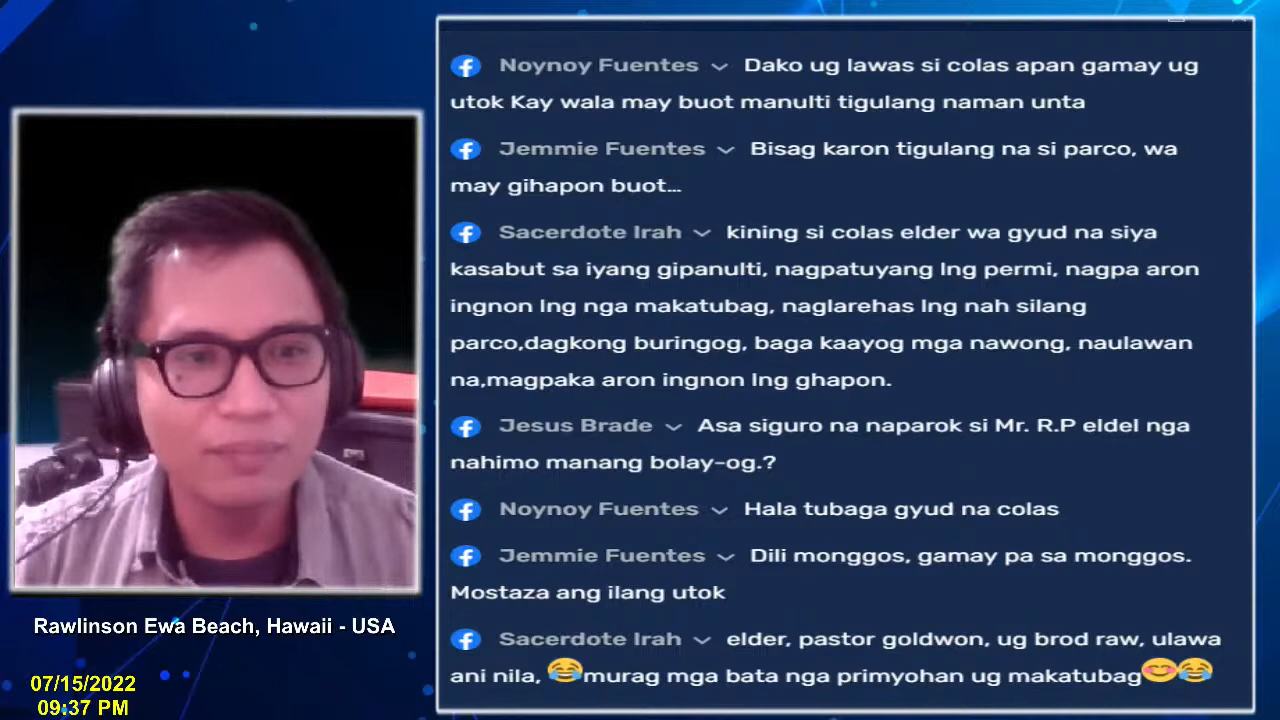 Noynoy Fuentes Dako ug lawas si colas apan gamay ug
utok Kay wala may buot manulti tigulang naman unta
Jemmie Fuentes Bisag karon tigulang na si parco, wa
may gihapon buot...
Sacerdote Irah kining si colas elder wa gyud na siya
kasabut sa iyang gipanulti, nagpatuyang lng permi, nagpa aron
ingnon lng nga makatubag, naglarehas lng nah silang
parco,dagkong buringog, baga kaayog mga nawong, naulawan
na,magpaka aron ingnon lng ghapon.
Jesus Brade Asa siguro na naparok si Mr. R.P eldel nga
nahimo manang bolay-og.?
Noynoy Fuentes Hala tubaga gyud na colas
Jemmie Fuentes Dili monggos, gamay pa sa monggos.
Mostaza ang ilang utok
Sacerdote Irah elder, pastor goldwon, ug brod raw, ulawa
ani nila, 😂murag mga bata nga primyohan ug makatubag😊😂
Rawlinson Ewa Beach, Hawaii - USA
07/15/2022
09:37 PM